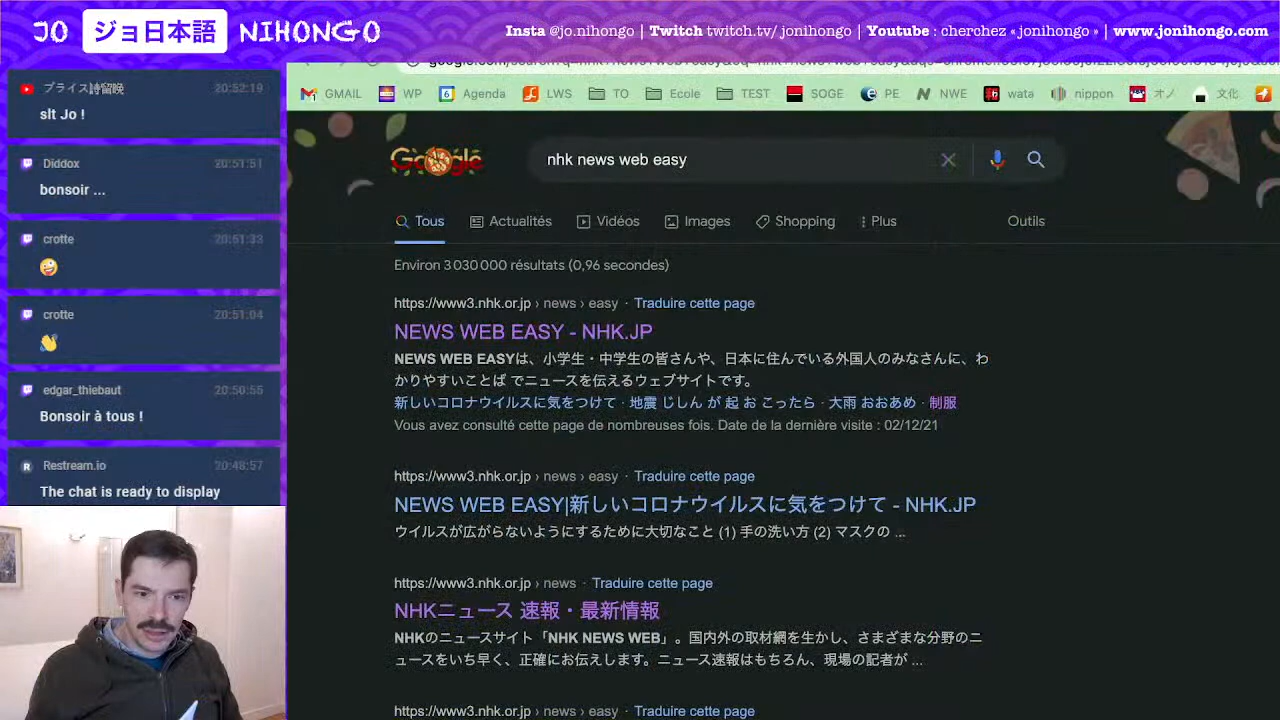 JO ジョ日本語 NIHONGO
Insta @jo.nihongo | Twitch twitch.tv/ jonihongo | Youtube : cherchez « jonihongo » | www.jonihongo.com
20:52:19
slt Jo !
Diddox 20:51:51
bonsoir ...
crotte 20:51:33
crotte 20:51:04
edgar_thiebaut 20:50:55
Bonsoir à tous !
Restream.io 20:48:57
The chat is ready to display
GMAIL WP Agenda LWS TO Ecole TEST SOGE PE NWE wata nippon オノ 文化
Google nhk news web easy
Tous Actualités Vidéos Images Shopping Plus Outils
Environ 3 030 000 résultats (0,96 secondes)
https://www3.nhk.or.jp › news › easy · Traduire cette page
NEWS WEB EASY - NHK.JP
NEWS WEB EASYは、小学生・中学生の皆さんや、日本に住んでいる外国人のみなさんに、わ
かりやすいことば でニュースを伝えるウェブサイトです。
新しいコロナウイルスに気をつけて · 地震 じしん が 起 お こったら · 大雨 おおあめ · 制服
Vous avez consulté cette page de nombreuses fois. Date de la dernière visite : 02/12/21
https://www3.nhk.or.jp › news › easy · Traduire cette page
NEWS WEB EASY|新しいコロナウイルスに気をつけて - NHK.JP
ウイルスが広がらないようにするために大切なこと (1) 手の洗い方 (2) マスクの ...
https://www3.nhk.or.jp › news · Traduire cette page
NHKニュース 速報・最新情報
NHKのニュースサイト「NHK NEWS WEB」。国内外の取材網を生かし、さまざまな分野のニ
ュースをいち早く、正確にお伝えします。ニュース速報はもちろん、現場の記者が ...
https://www3.nhk.or.jp › news › easy · Traduire cette page